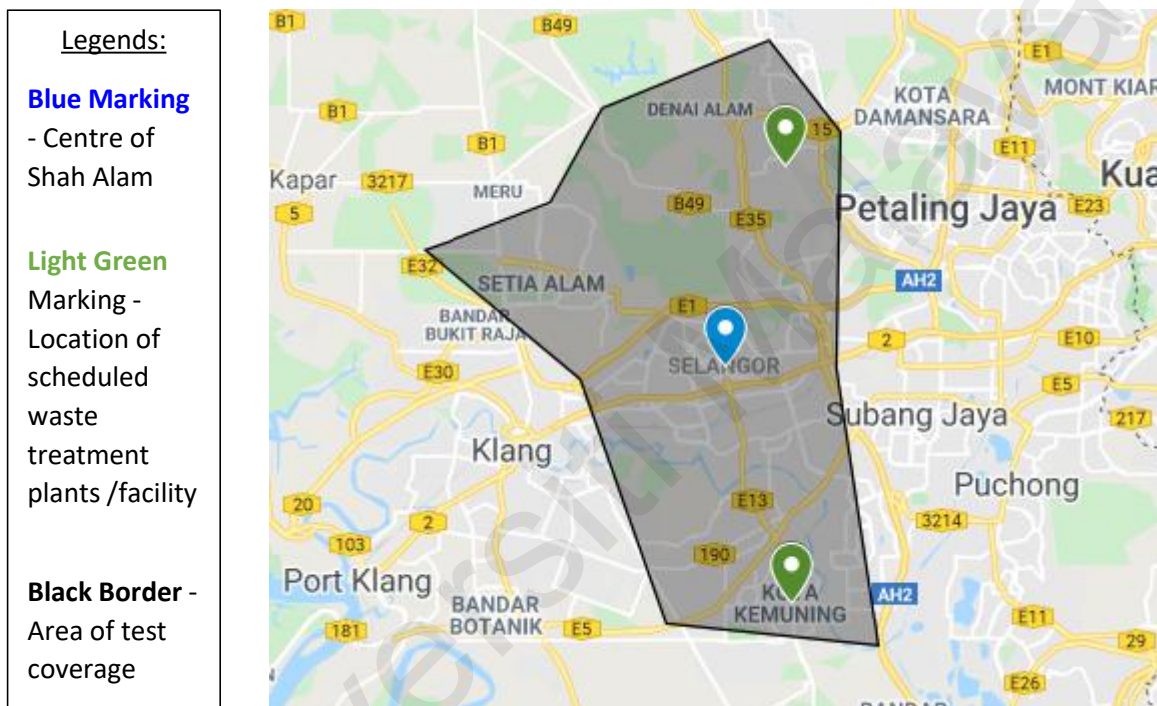 Legends:
Blue Marking
- Centre of
Shah Alam
Light Green
Marking -
Location of
scheduled
waste
treatment
plants /facility
Black Border -
Area of test
coverage
B1
B49
E1
MONT KIAR
DENAI ALAM
KOTA
DAMANSARA
B1
15
B1
E11
Kapar
3217
MERU
Kua
5
B49
E35
Petaling Jaya
E23
E32
SETIA ALAM
AH2
E1
BANDAR
BUKIT RAJA
2
E10
SELANGOR
E30
E5
Subang Jaya
217
Klang
Puchong
20
E13
2
3214
103
190
Port Klang
KOTA
KEMUNING
AH2
BANDAR
BOTANIK
E5
E11
181
29
E26
BANDAR